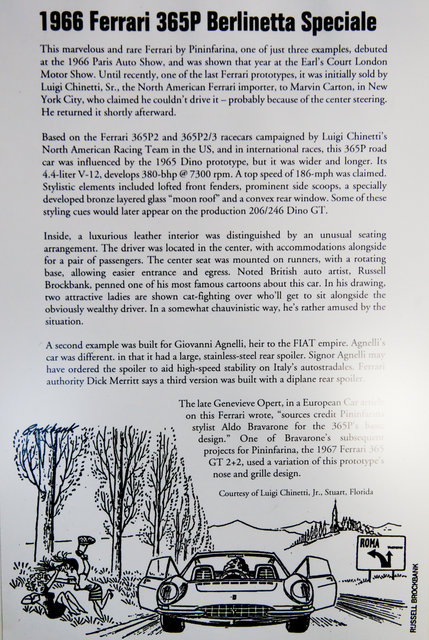 1966 Ferrari 365P Berlinetta Speciale
This marvelous and rare Ferrari by Pininfarina, one of just three examples, debuted
at the 1966 Paris Auto Show, and was shown that year at the Earl's Court London
Motor Show. Until recently, one of the last Ferrari prototypes, it was initially sold by
Luigi Chinetti, Sr., the North American Ferrari importer, to Marvin Carton, in New
York City, who claimed he couldn't drive it – probably because of the center steering.
He returned it shortly afterward.
Based on the Ferrari 365P2 and 365P2/3 racecars campaigned by Luigi Chinetti's
North American Racing Team in the US, and in international races, this 365P road
car was influenced by the 1965 Dino prototype, but it was wider and longer. Its
4.4-liter V-12, develops 380-bhp @ 7300 rpm. A top speed of 186-mph was claimed.
Stylistic elements included lofted front fenders, prominent side scoops, a specially
developed bronze layered glass "moon roof" and a convex rear window. Some of these
styling cues would later appear on the production 206/246 Dino GT.
Inside, a luxurious leather interior was distinguished by an unusual seating
arrangement. The driver was located in the center, with accommodations alongside
for a pair of passengers. The center seat was mounted on runners, with a rotating
base, allowing easier entrance and egress. Noted British auto artist, Russell
Brockbank, penned one of his most famous cartoons about this car. In his drawing,
two attractive ladies are shown cat-fighting over who'll get to sit alongside the
obviously wealthy driver. In a somewhat chauvinistic way, he's rather amused by the
situation.
A second example was built for Giovanni Agnelli, heir to the FIAT empire. Agnelli's
car was different. in that it had a large, stainless-steel rear spoiler. Signor Agnelli may
have ordered the spoiler to aid high-speed stability on Italy's autostradales. Ferrari
authority Dick Merritt says a third version was built with a diplane rear spoiler.
The late Genevieve Opert, in a European Car article
on this Ferrari wrote, "sources credit Pininfarina
stylist Aldo Bravarone for the 365P's basic
design." One of Bravarone's subsequent
projects for Pininfarina, the 1967 Ferrari 365
GT 2+2, used a variation of this prototype's
nose and grille design.
Courtesy of Luigi Chinetti, Jr., Stuart, Florida
Brockbank
ROMA
RUSSELL BROCKBANK